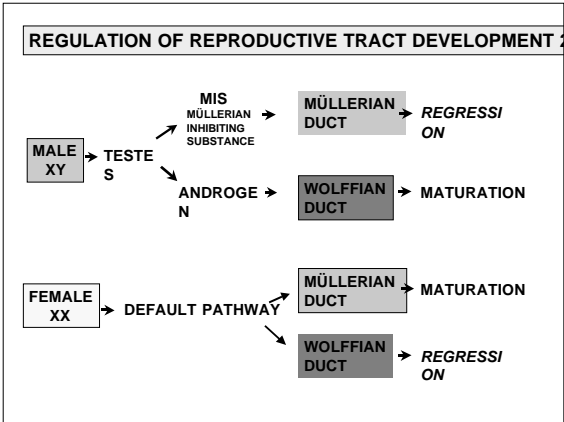 REGULATION OF REPRODUCTIVE TRACT DEVELOPMENT 2
MIS
MÜLLERIAN
INHIBITING
SUBSTANCE
MÜLLERIAN
DUCT
REGRESSI
ON
MALE
XY
TESTE
S
ANDROGE
N
WOLFFIAN
DUCT
MATURATION
FEMALE
XX
DEFAULT PATHWAY
MÜLLERIAN
DUCT
MATURATION
WOLFFIAN
DUCT
REGRESSI
ON